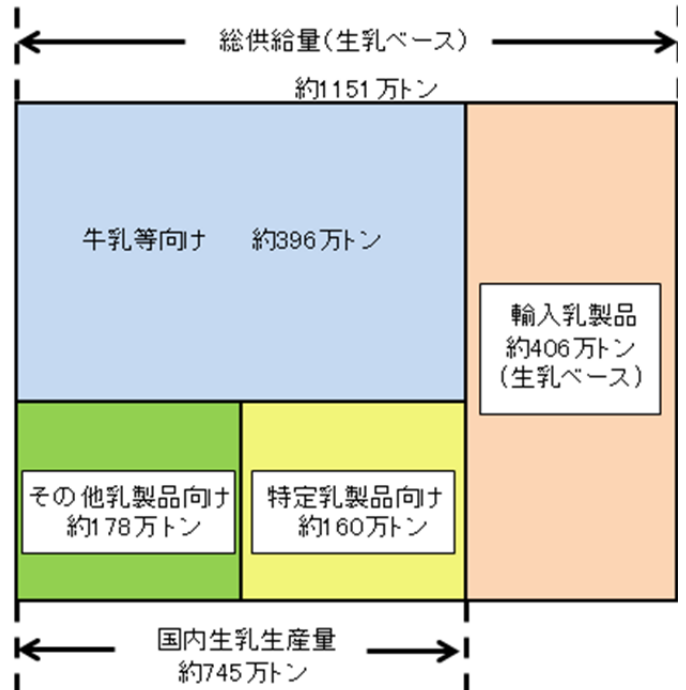 総供給量(生乳ベース)
約1151万トン
牛乳等向け 約396万トン
輸入乳製品
約406万トン
(生乳ベース)
その他乳製品向け
約178万トン
特定乳製品向け
約160万トン
国内生乳生産量
約745万トン